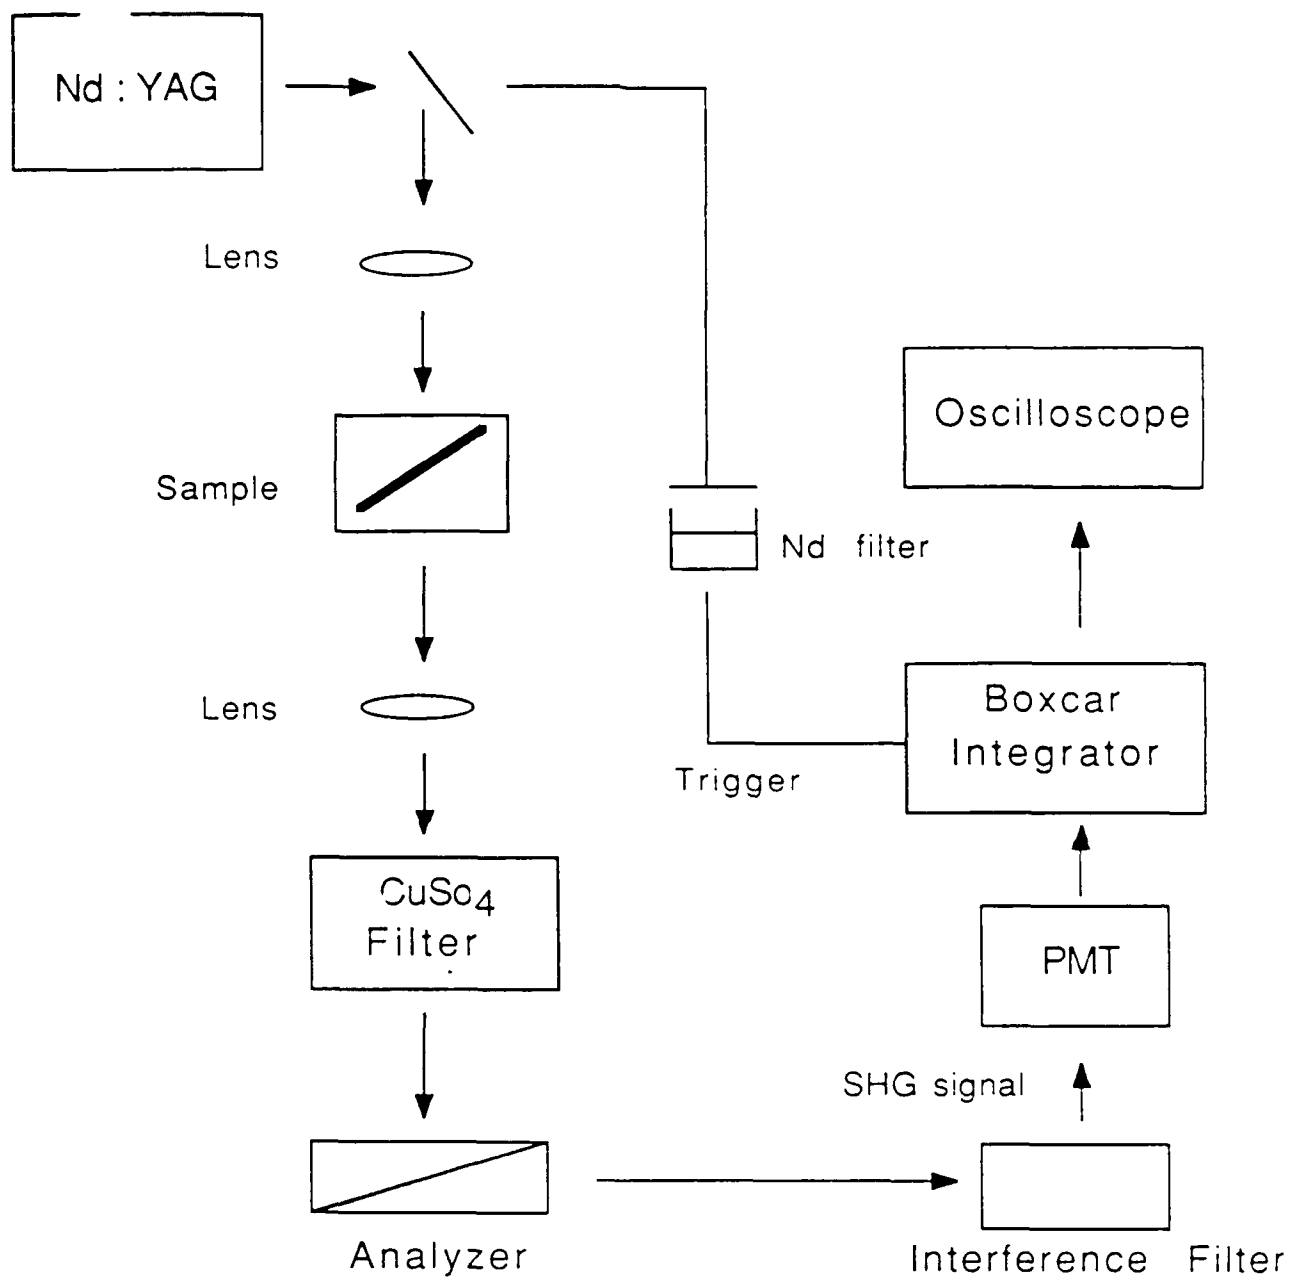 Nd : YAG
Lens
Sample
Lens
CuSo4
Filter
Analyzer
Nd filter
Trigger
Oscilloscope
Boxcar
Integrator
PMT
SHG signal
Interference Filter